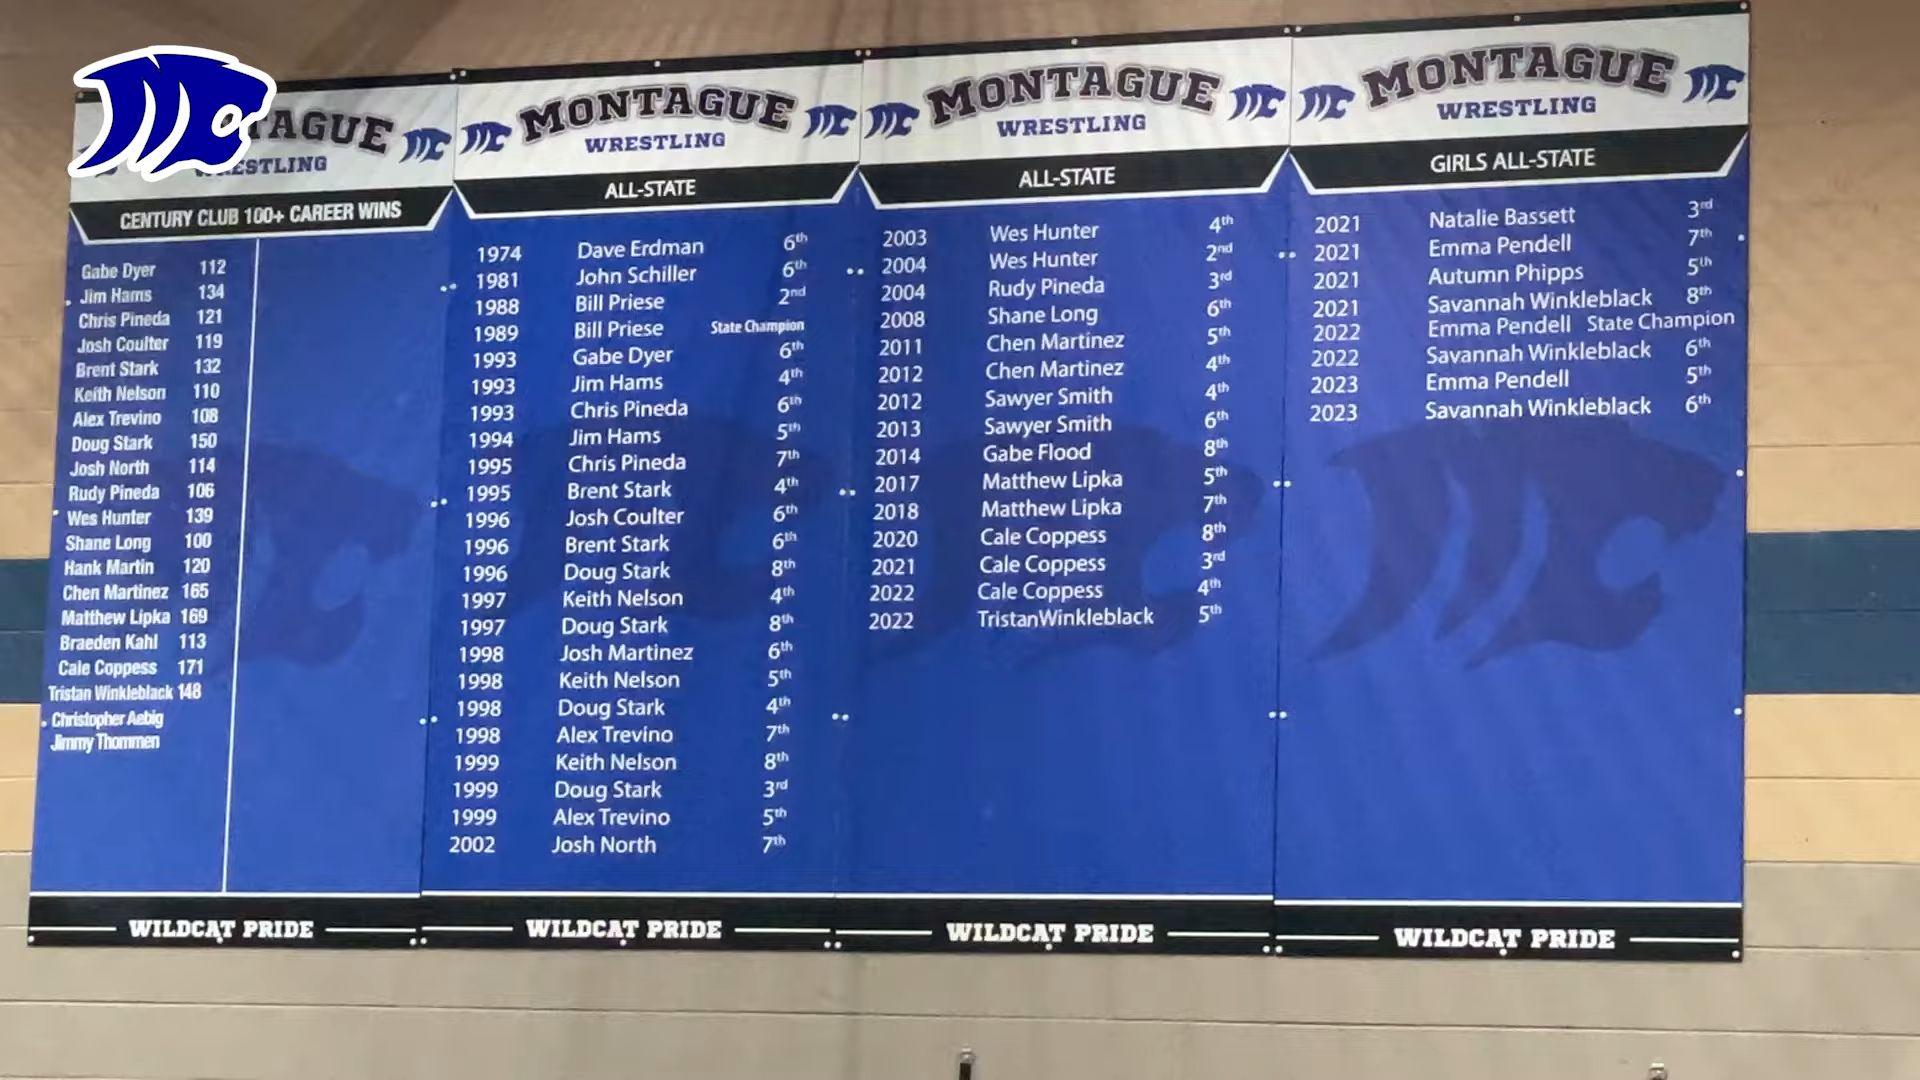 TAGUE
WRESTLING
CENTURY CLUB 100+ CAREER WINS
Gabe Dyer 112
Jim Hams 134
Chris Pineda 121
Josh Coulter 119
Brent Stark 132
Keith Nelson 110
Alex Trevino 108
Doug Stark 150
Josh North 114
Rudy Pineda 106
Wes Hunter 139
Shane Long 100
Hank Martin 120
Chen Martinez 165
Matthew Lipka 169
Braeden Kahl 113
Cale Coppess 171
Tristan Winkleblack 148
Christopher Aebig
Jimmy Thommen
WILDCAT PRIDE
MONTAGUE
WRESTLING
ALL-STATE
1974 Dave Erdman 6th
1981 John Schiller 6th
1988 Bill Priese 2nd
1989 Bill Priese State Champion
1993 Gabe Dyer 6th
1993 Jim Hams 4th
1993 Chris Pineda 6th
1994 Jim Hams 5th
1995 Chris Pineda 7th
1995 Brent Stark 4th
1996 Josh Coulter 6th
1996 Brent Stark 6th
1996 Doug Stark 8th
1997 Keith Nelson 4th
1997 Doug Stark 8th
1998 Josh Martinez 6th
1998 Keith Nelson 5th
1998 Doug Stark 4th
1998 Alex Trevino 7th
1999 Keith Nelson 8th
1999 Doug Stark 3rd
1999 Alex Trevino 5th
2002 Josh North 7th
WILDCAT PRIDE
MONTAGUE
WRESTLING
ALL-STATE
2003 Wes Hunter 4th
2004 Wes Hunter 2nd
2004 Rudy Pineda 3rd
2008 Shane Long 6th
2011 Chen Martinez 5th
2012 Chen Martinez 4th
2012 Sawyer Smith 4th
2013 Sawyer Smith 6th
2014 Gabe Flood 8th
2017 Matthew Lipka 5th
2018 Matthew Lipka 7th
2020 Cale Coppess 8th
2021 Cale Coppess 3rd
2022 Cale Coppess 4th
2022 TristanWinkleblack 5th
WILDCAT PRIDE
MONTAGUE
WRESTLING
GIRLS ALL-STATE
2021 Natalie Bassett 3rd
2021 Emma Pendell 7th
2021 Autumn Phipps 5th
2021 Savannah Winkleblack 8th
2022 Emma Pendell State Champion
2022 Savannah Winkleblack 6th
2023 Emma Pendell 5th
2023 Savannah Winkleblack 6th
WILDCAT PRIDE